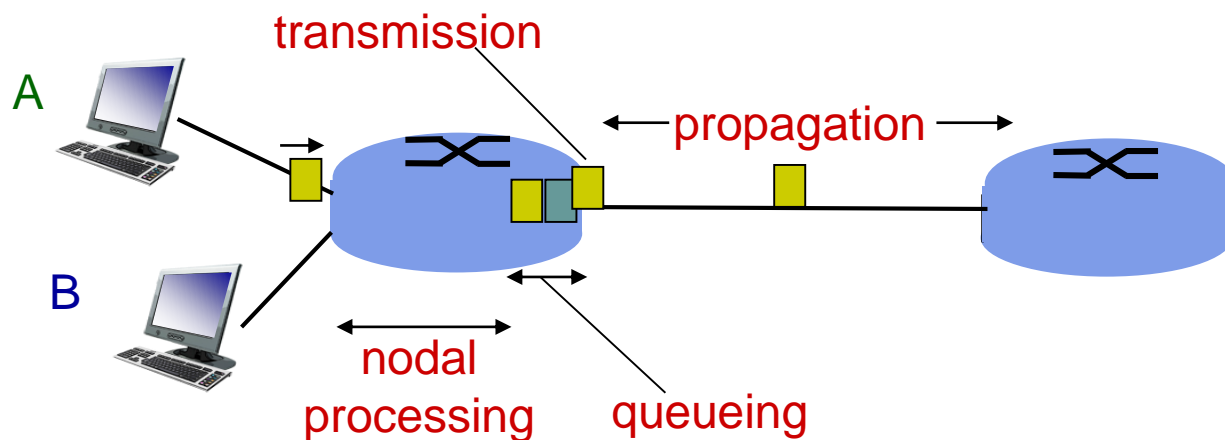 transmission
A
propagation
B
nodal
processing
queueing